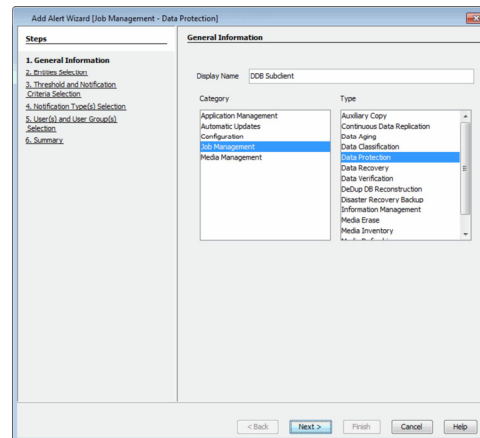 Add Alert Wizard [Job Management - Data Protection]
Steps
1. General Information
2. Entities Selection
3. Threshold and Notification
Criteria Selection
4. Notification Type(s) Selection
5. User(s) and User Group(s)
Selection
6. Summary
General Information
Display Name DDB Subclient
Category
Application Management
Automatic Updates
Configuration
Job Management
Media Management
Type
Auxiliary Copy
Continuous Data Replication
Data Aging
Data Classification
Data Protection
Data Recovery
Data Verification
DeDup DB Reconstruction
Disaster Recovery Backup
Information Management
Media Erase
Media Inventory
< Back Next > Finish Cancel Help